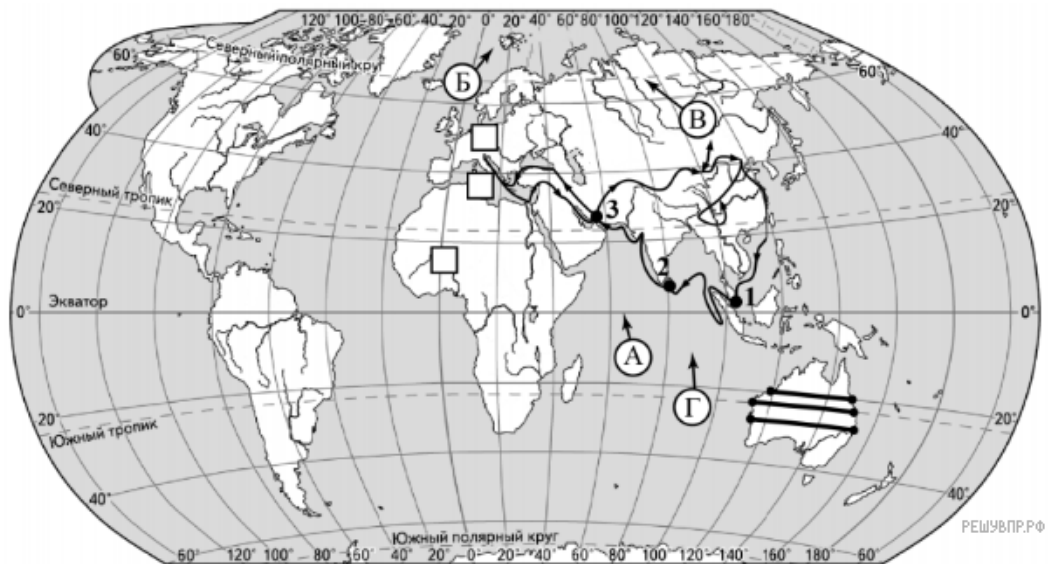 120° 100° 80° 60° 40° 20° 0° 20° 40° 60° 80° 100° 120° 140° 160° 180°
60° Северный полярный круг 60°
Б
В
40° 40°
Северный тропик
20° 20°
3
2
1
Экватор
0° 0°
А
Г
20° 20°
Южный тропик
40° 40°
Южный полярный круг
60° 120° 100° 80° 60° 40° 20° 0° 20° 40° 60° 80° 100° 120° 140° 160° 180° 60°
РЕШУВПР.РФ